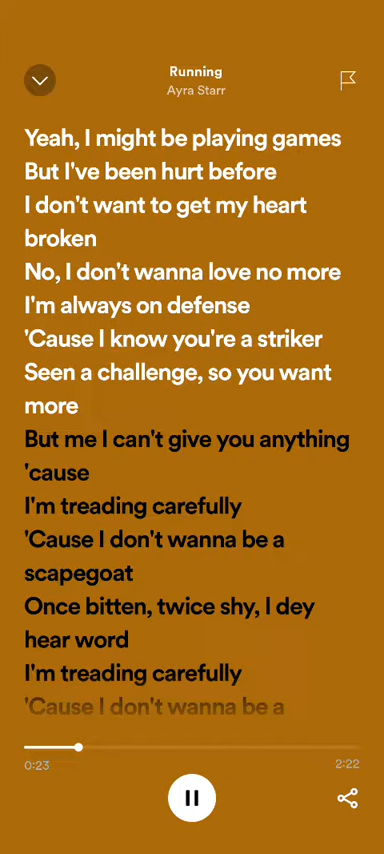 Running
Ayra Starr
Yeah, I might be playing games
But I've been hurt before
I don't want to get my heart
broken
No, I don't wanna love no more
I'm always on defense
'Cause I know you're a striker
Seen a challenge, so you want
more
But me I can't give you anything
'cause
I'm treading carefully
'Cause I don't wanna be a
scapegoat
Once bitten, twice shy, I dey
hear word
I'm treading carefully
'Cause I don't wanna be a
0:23
2:22